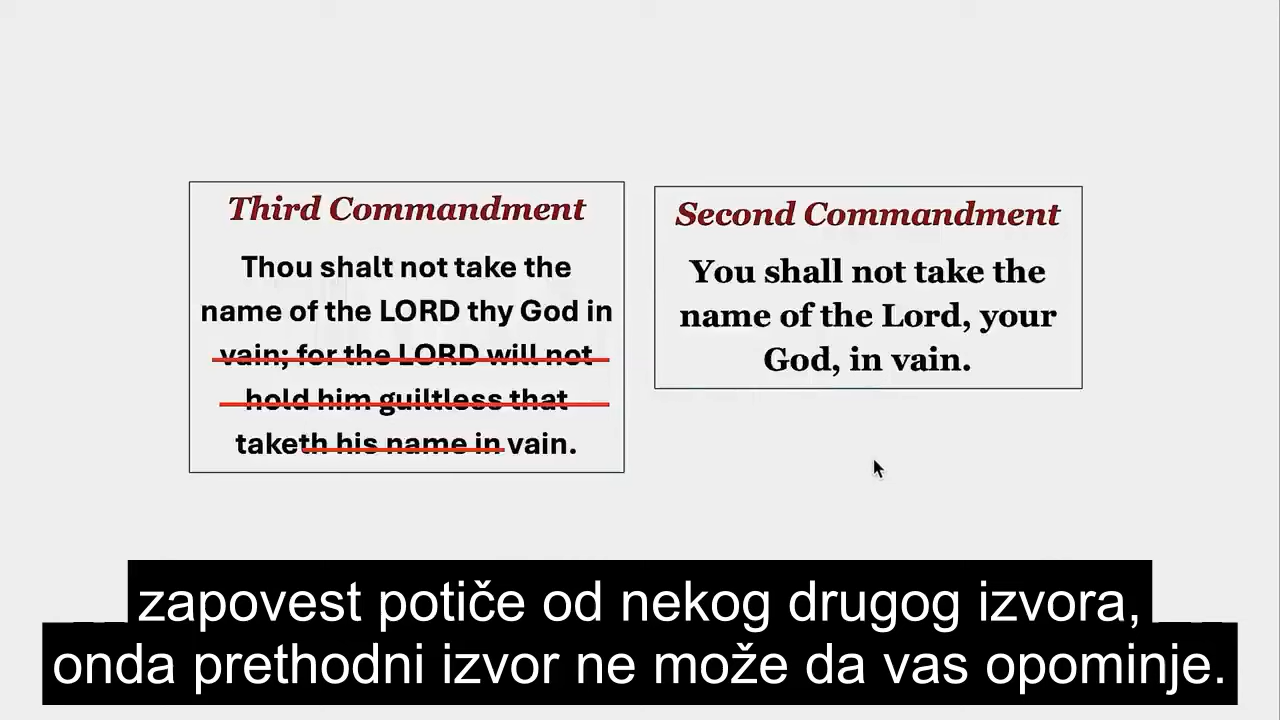 Third Commandment
Thou shalt not take the
name of the LORD thy God in
vain; for the LORD will not
hold him guiltless that
taketh his name in vain.
Second Commandment
You shall not take the
name of the Lord, your
God, in vain.
zapovest potiče od nekog drugog izvora,
onda prethodni izvor ne može da vas opominje.